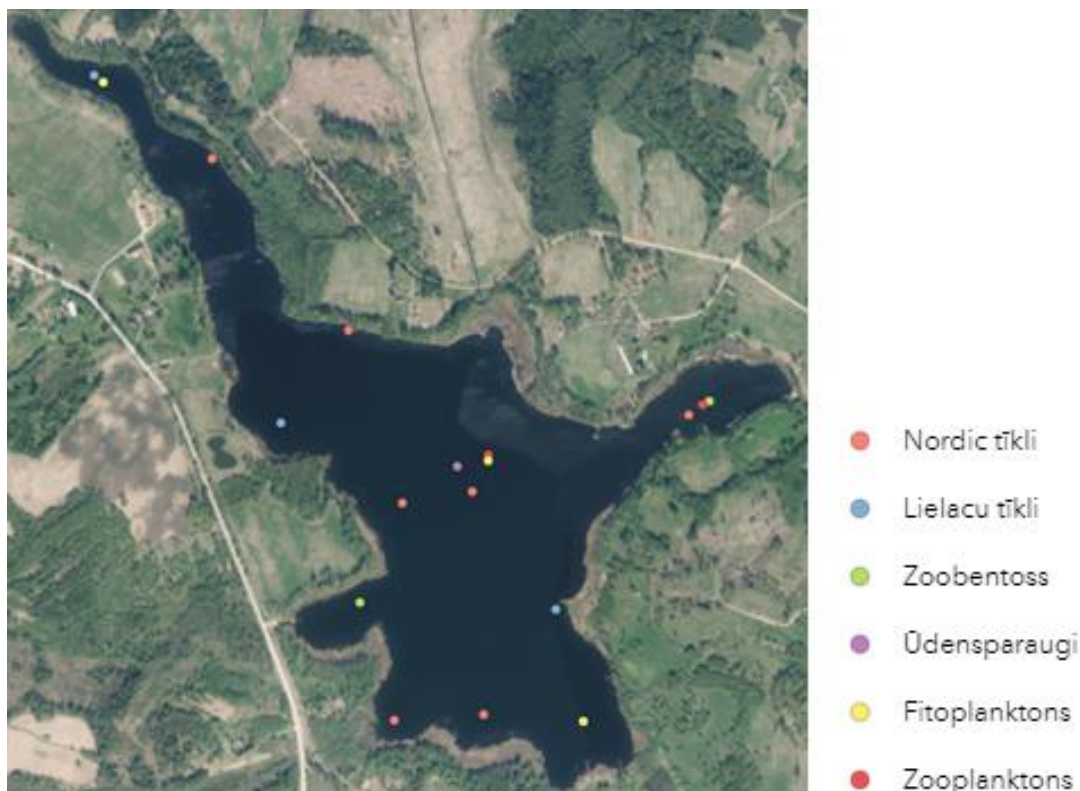 Nordic tīkli
Lielacu tīkli
Zoobentoss
Ūdensparaugi
Fitoplanktons
Zooplanktons